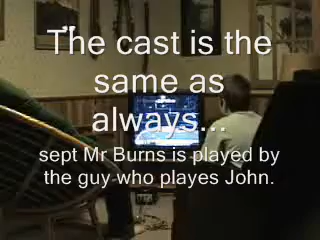 The cast is the
same as
always...
sept Mr Burns is played by
the guy who playes John.